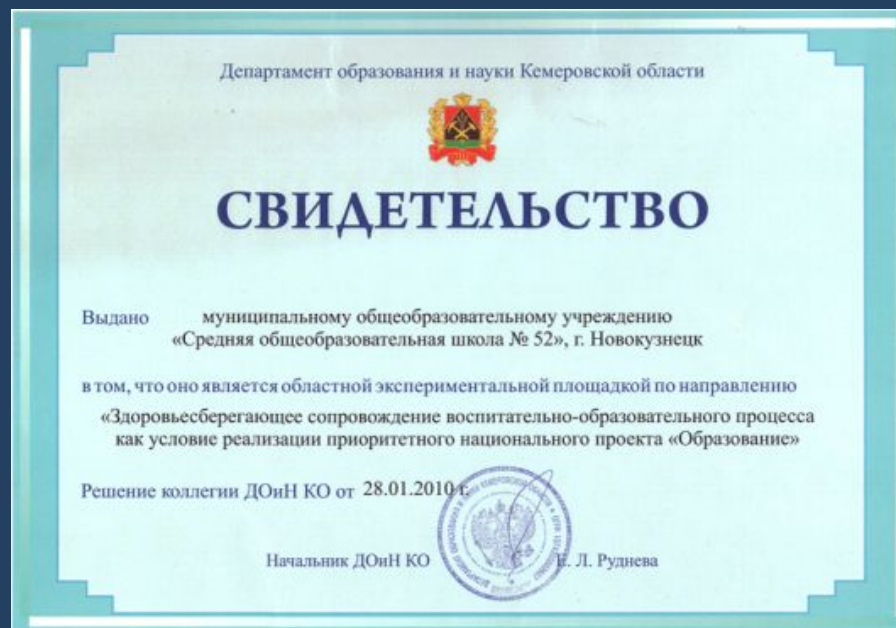 Департамент образования и науки Кемеровской области
СВИДЕТЕЛЬСТВО
Выдано муниципальному общеобразовательному учреждению
«Средняя общеобразовательная школа № 52», г. Новокузнецк
в том, что оно является областной экспериментальной площадкой по направлению
«Здоровьесберегающее сопровождение воспитательно-образовательного процесса
как условие реализации приоритетного национального проекта «Образование»
Решение коллегии ДОиН КО от 28.01.2010 г.
Начальник ДОиН КО Е. Л. Руднева